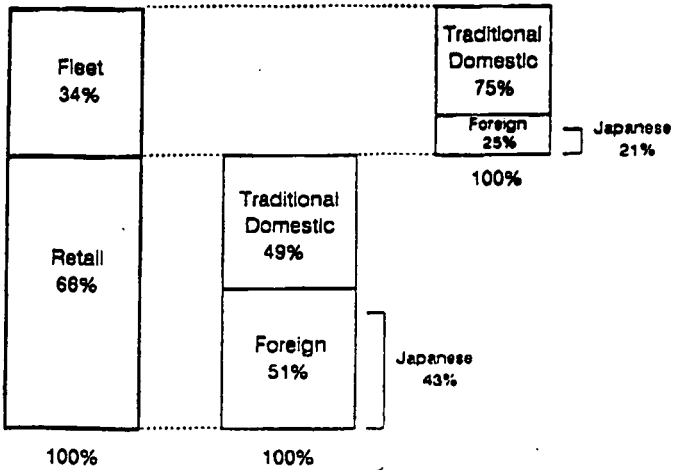 Fleet
34%
Retail
66%
100%
Traditional
Domestic
49%
Foreign
51%
Japanese
43%
100%
Traditional
Domestic
75%
Foreign
25%
Japanese
21%
100%